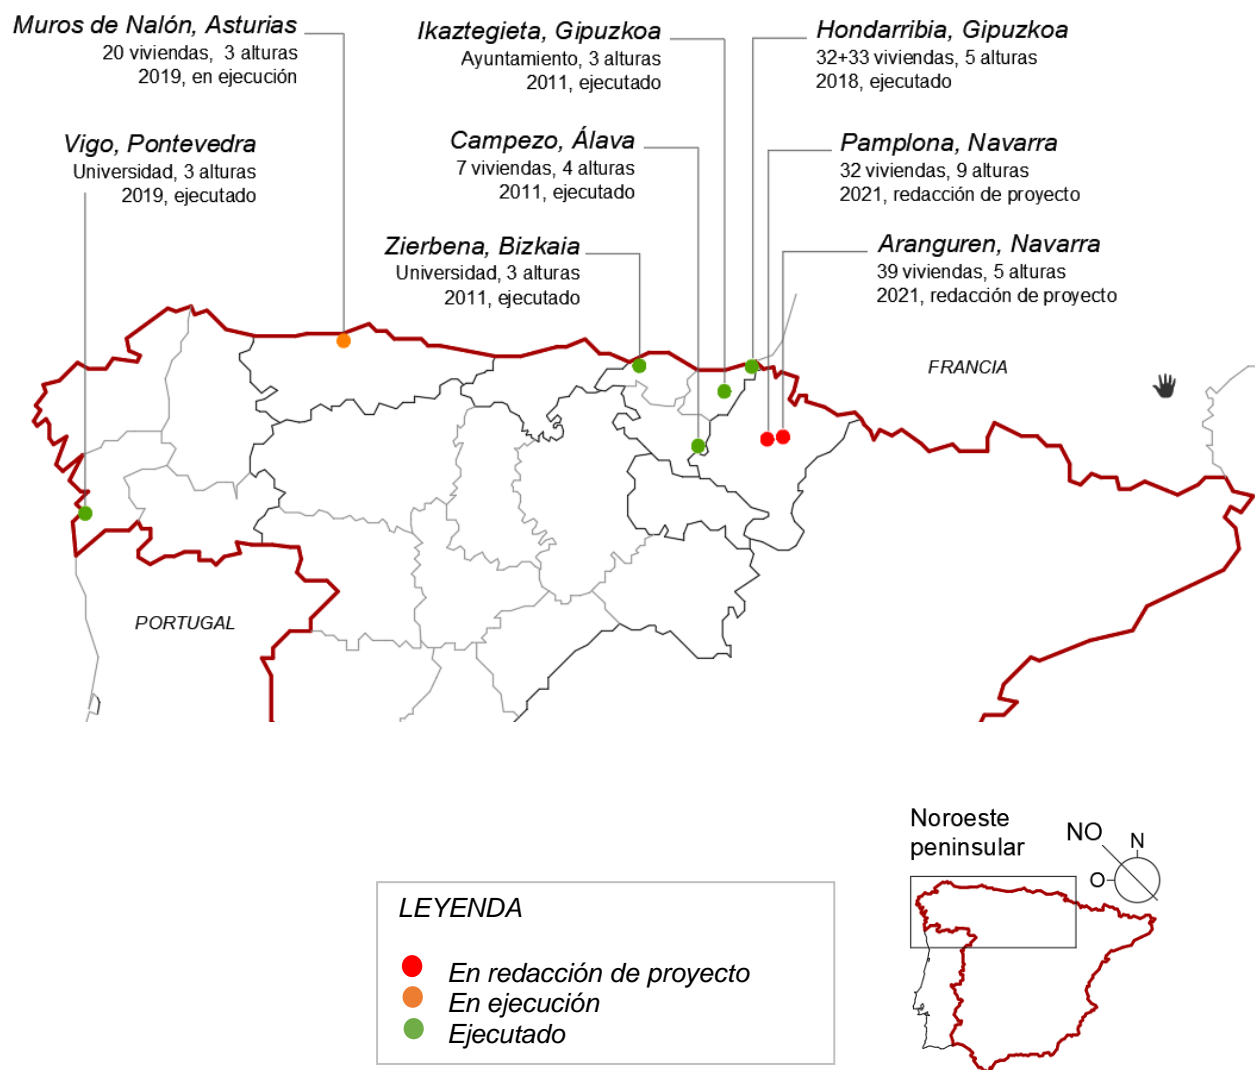 Muros de Nalón, Asturias
20 viviendas, 3 alturas
2019, en ejecución
Ikaztegieta, Gipuzkoa
Ayuntamiento, 3 alturas
2011, ejecutado
Hondarribia, Gipuzkoa
32+33 viviendas, 5 alturas
2018, ejecutado
Vigo, Pontevedra
Universidad, 3 alturas
2019, ejecutado
Campezo, Álava
7 viviendas, 4 alturas
2011, ejecutado
Pamplona, Navarra
32 viviendas, 9 alturas
2021, redacción de proyecto
Zierbena, Bizkaia
Universidad, 3 alturas
2011, ejecutado
Aranguren, Navarra
39 viviendas, 5 alturas
2021, redacción de proyecto
FRANCIA
PORTUGAL
Noroeste
peninsular
NO
N
O
LEYENDA
En redacción de proyecto
En ejecución
Ejecutado